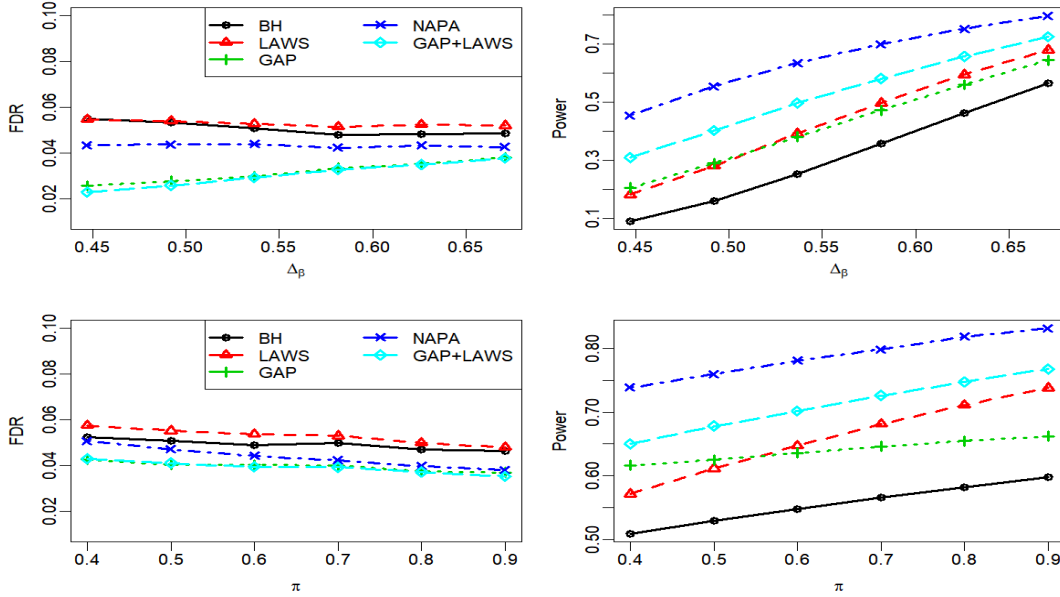 FDR
0.02 0.04 0.06 0.08 0.10
BH
LAWS
GAP
NAPA
GAP+LAWS
0.45 0.50 0.55 0.60 0.65
Δβ
Power
0.1 0.3 0.5 0.7
0.45 0.50 0.55 0.60 0.65
Δβ
FDR
0.02 0.04 0.06 0.08 0.10
BH
LAWS
GAP
NAPA
GAP+LAWS
0.4 0.5 0.6 0.7 0.8 0.9
π
Power
0.50 0.60 0.70 0.80
0.4 0.5 0.6 0.7 0.8 0.9
π